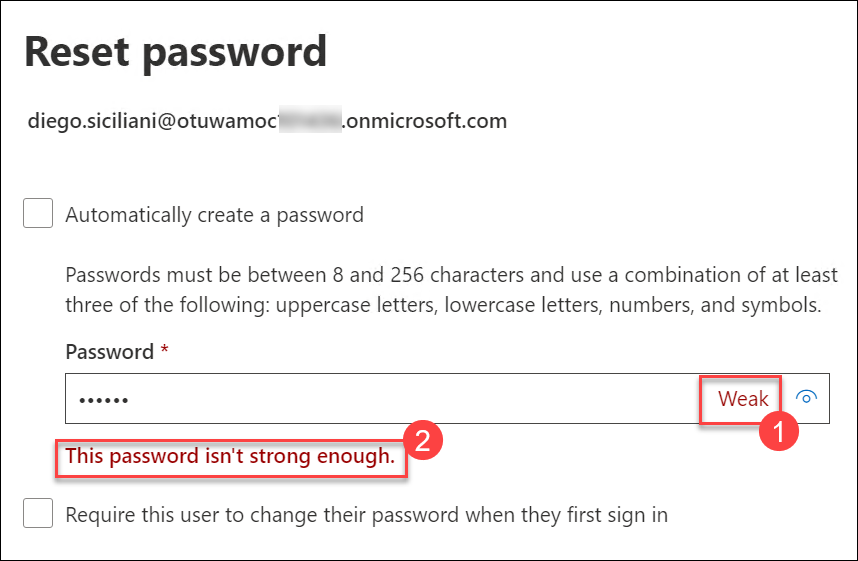 Reset password
diego.siciliani@otuwamoc .onmicrosoft.com
Automatically create a password
Passwords must be between 8 and 256 characters and use a combination of at least
three of the following: uppercase letters, lowercase letters, numbers, and symbols.
Password *
•••••• Weak
1
This password isn't strong enough.
2
Require this user to change their password when they first sign in